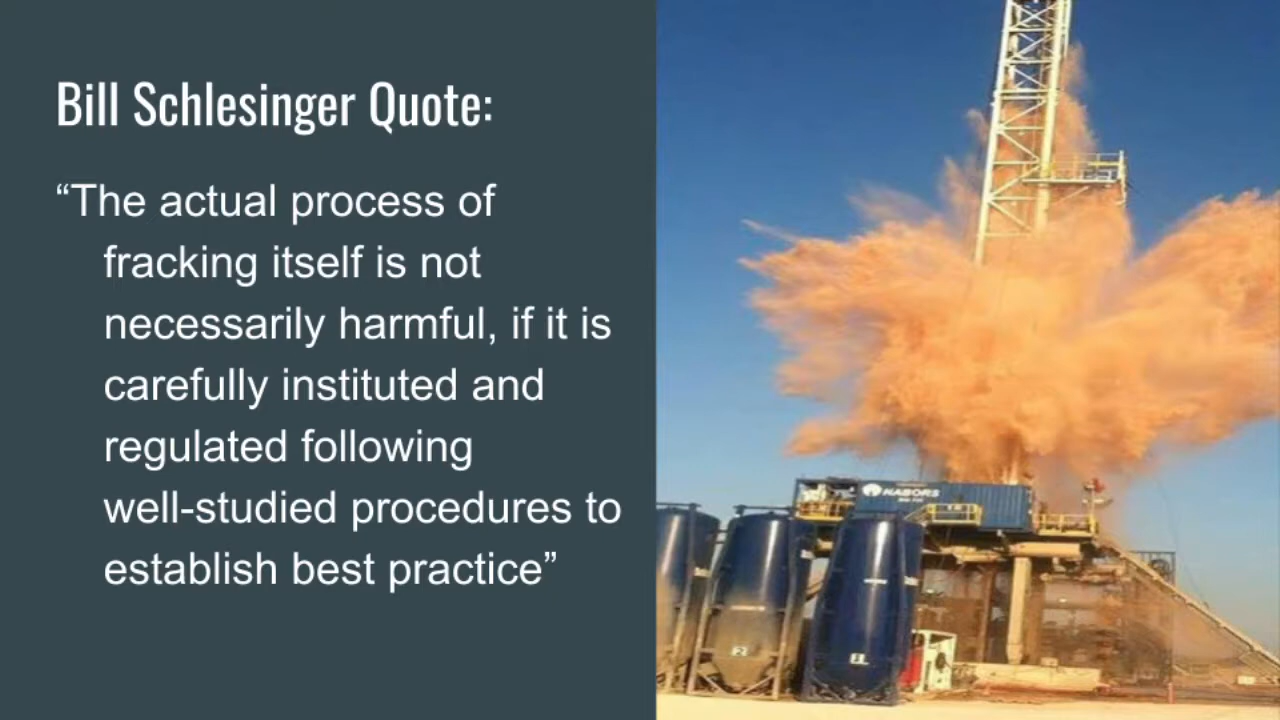 Bill Schlesinger Quote:
“The actual process of
fracking itself is not
necessarily harmful, if it is
carefully instituted and
regulated following
well-studied procedures to
establish best practice”
NABORS
2